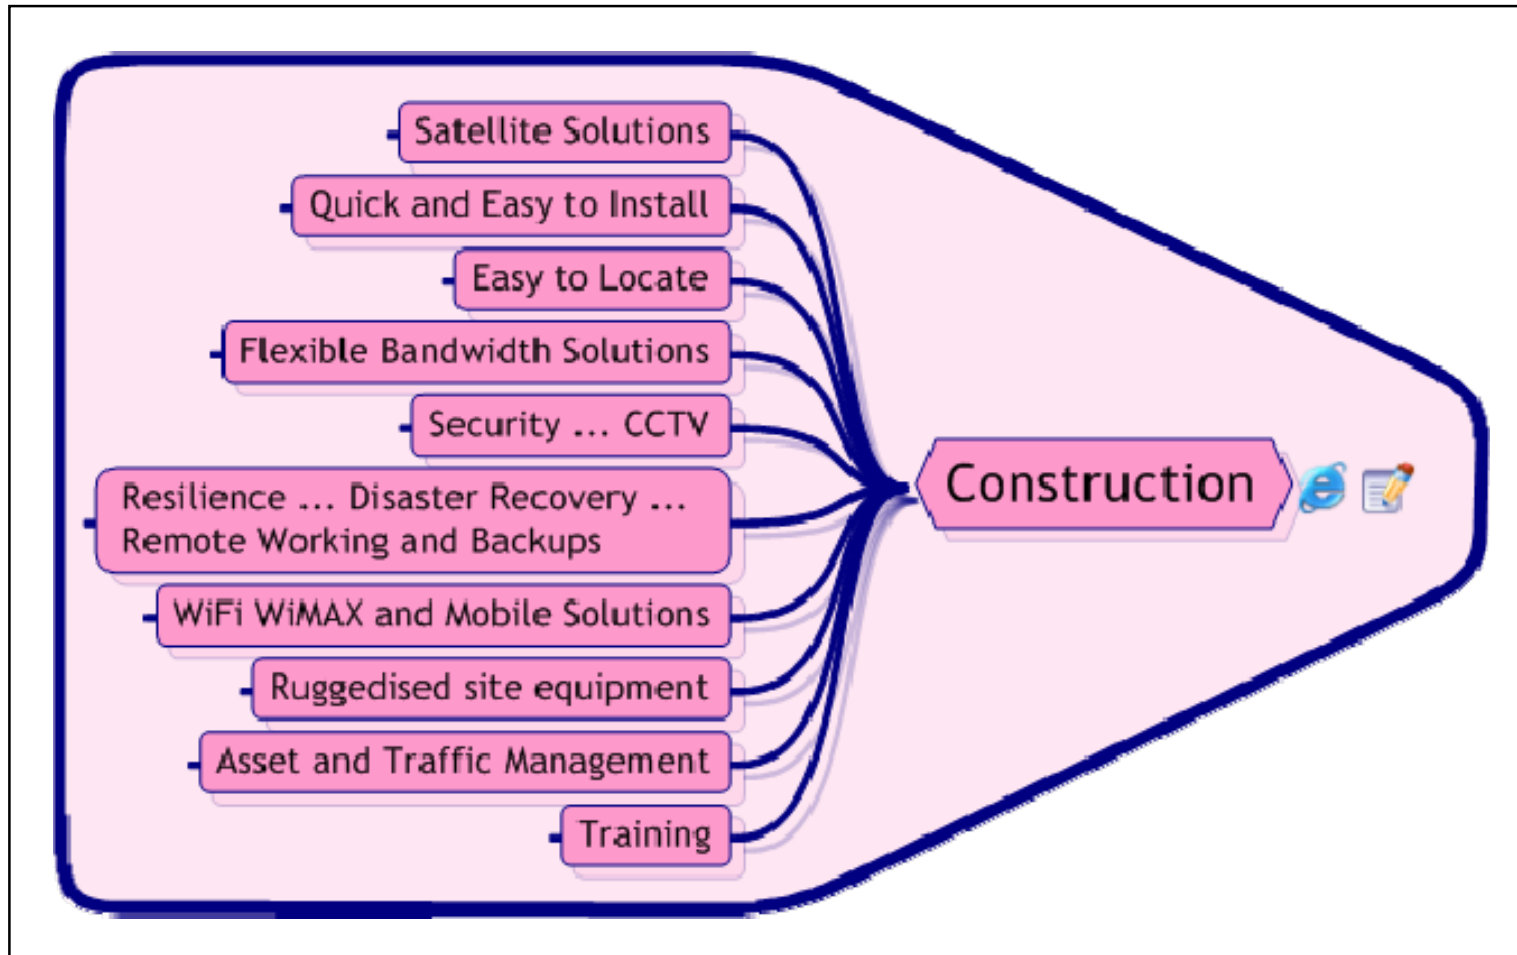 Satellite Solutions
Quick and Easy to Install
Easy to Locate
Flexible Bandwidth Solutions
Security ... CCTV
Resilience ... Disaster Recovery ...
Remote Working and Backups
WiFi WiMAX and Mobile Solutions
Ruggedised site equipment
Asset and Traffic Management
Training
Construction